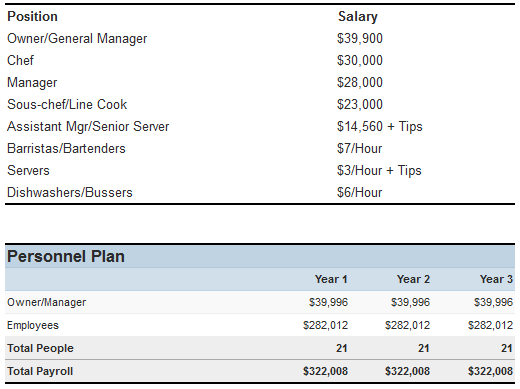 Position Salary
Owner/General Manager $39,900
Chef $30,000
Manager $28,000
Sous-chef/Line Cook $23,000
Assistant Mgr/Senior Server $14,560 + Tips
Barristas/Bartenders $7/Hour
Servers $3/Hour + Tips
Dishwashers/Bussers $6/Hour
Personnel Plan
Year 1 Year 2 Year 3
Owner/Manager $39,996 $39,996 $39,996
Employees $282,012 $282,012 $282,012
Total People 21 21 21
Total Payroll $322,008 $322,008 $322,008